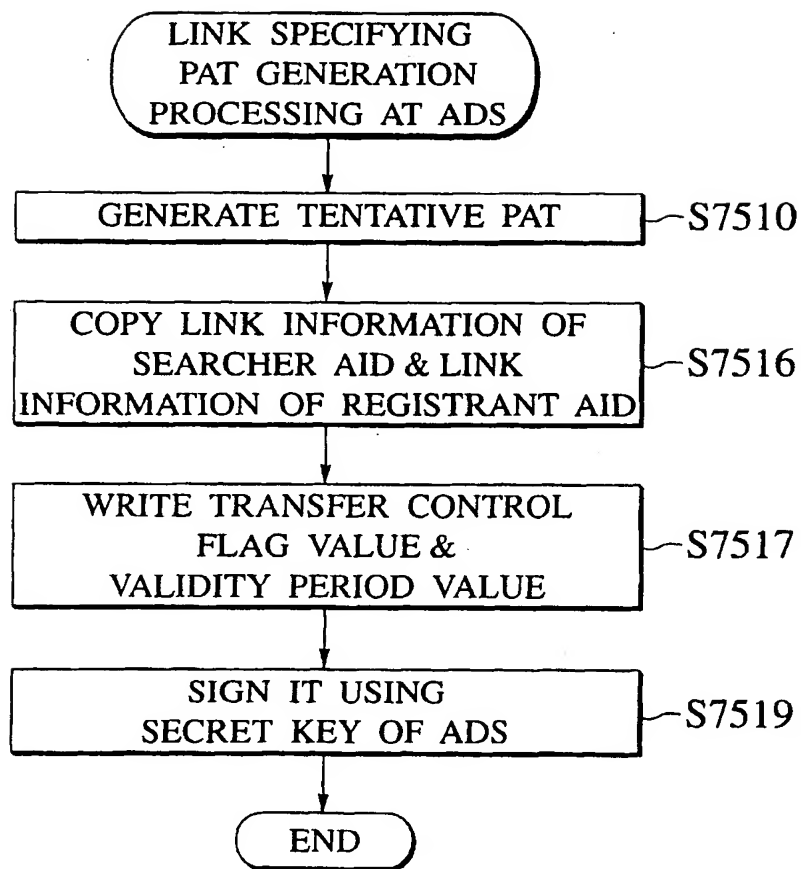 LINK SPECIFYING
PAT GENERATION
PROCESSING AT ADS
GENERATE TENTATIVE PAT
S7510
COPY LINK INFORMATION OF
SEARCHER AID & LINK
INFORMATION OF REGISTRANT AID
S7516
WRITE TRANSFER CONTROL
FLAG VALUE &
VALIDITY PERIOD VALUE
S7517
SIGN IT USING
SECRET KEY OF ADS
S7519
END